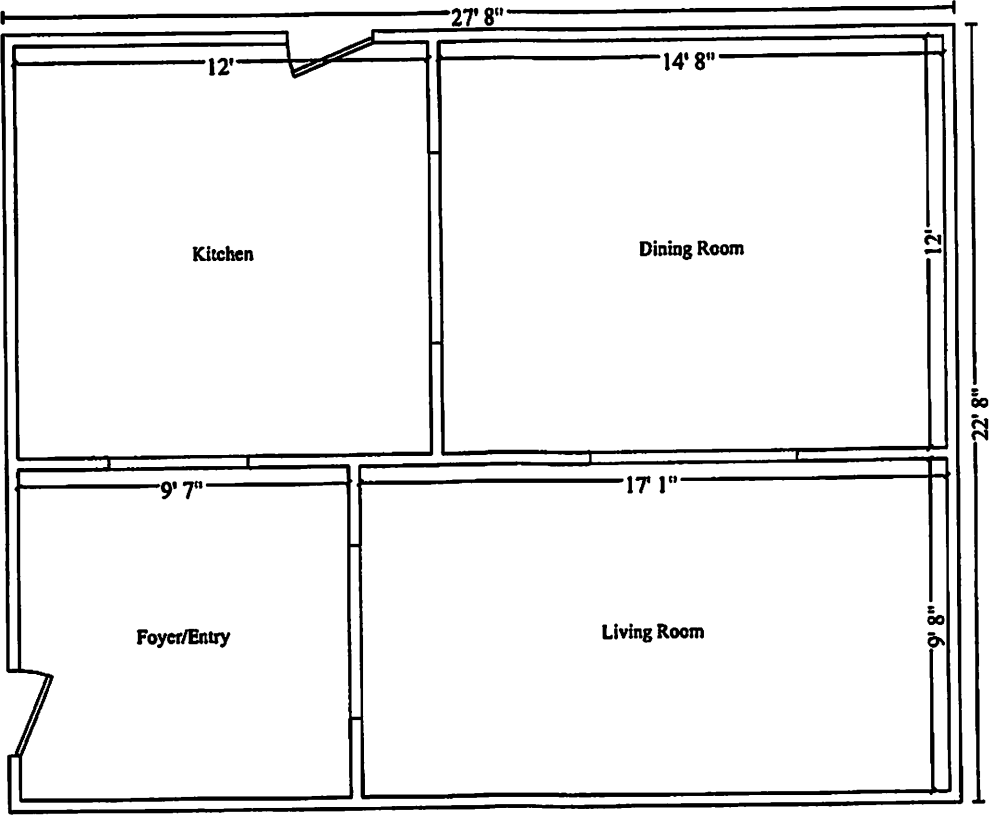 27' 8"
12'
14' 8"
Kitchen
Dining Room
12'
22' 8"
9' 7"
17' 1"
Foyer/Entry
Living Room
9' 8"